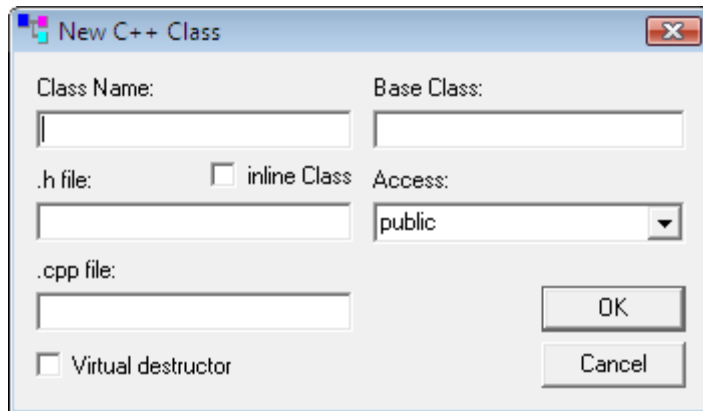 New C++ Class
Class Name:
Base Class:
.h file:
inline Class
Access:
public
.cpp file:
OK
Virtual destructor
Cancel